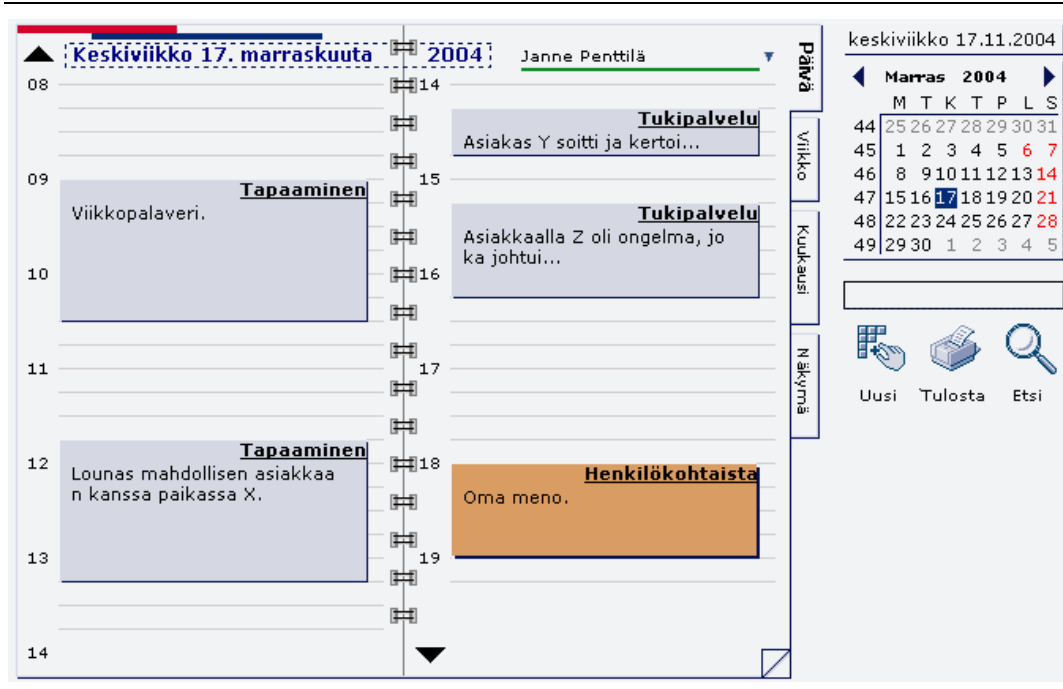 Keskiviikko 17. marraskuuta 2004
Janne Penttilä
08
09
Tapaaminen
Viikkopalaveri.
10
11
12
Tapaaminen
Lounas mahdollisen asiakkaa
n kanssa paikassa X.
13
14
14
Tukipalvelu
Asiakas Y soitti ja kertoi...
15
Tukipalvelu
Asiakkaalla Z oli ongelma, jo
ka johtui...
16
17
18
Henkilökohtaista
Oma meno.
19
Päivä
Viikko
Kuukausi
Näkymä
keskiviikko 17.11.2004
Marras 2004
M T K T P L S
44 25 26 27 28 29 30 31
45 1 2 3 4 5 6 7
46 8 9 10 11 12 13 14
47 15 16 17 18 19 20 21
48 22 23 24 25 26 27 28
49 29 30 1 2 3 4 5
Uusi Tulosta Etsi